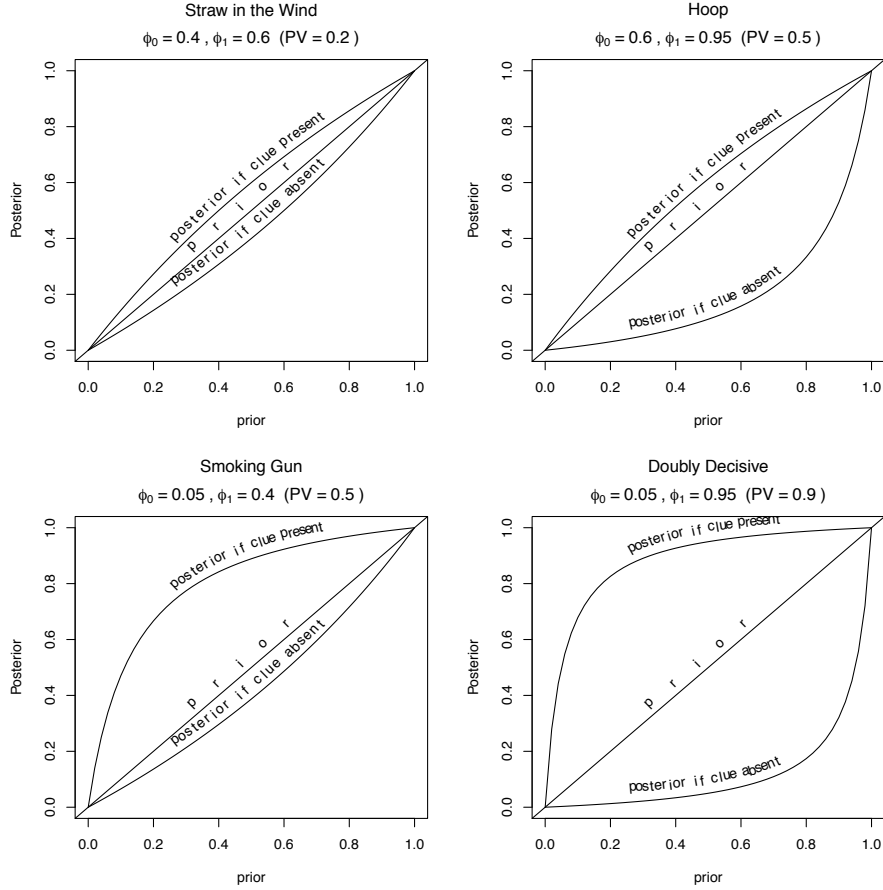 Straw in the Wind
ϕ0 = 0.4 , ϕ1 = 0.6 (PV = 0.2 )
Posterior
1.0
0.8
0.6
0.4
0.2
0.0
posterior if clue present
prior
posterior if clue absent
0.0 0.2 0.4 0.6 0.8 1.0
prior
Hoop
ϕ0 = 0.6 , ϕ1 = 0.95 (PV = 0.5 )
Posterior
1.0
0.8
0.6
0.4
0.2
0.0
posterior if clue present
prior
posterior if clue absent
0.0 0.2 0.4 0.6 0.8 1.0
prior
Smoking Gun
ϕ0 = 0.05 , ϕ1 = 0.4 (PV = 0.5 )
Posterior
1.0
0.8
0.6
0.4
0.2
0.0
posterior if clue present
prior
posterior if clue absent
0.0 0.2 0.4 0.6 0.8 1.0
prior
Doubly Decisive
ϕ0 = 0.05 , ϕ1 = 0.95 (PV = 0.9 )
Posterior
1.0
0.8
0.6
0.4
0.2
0.0
posterior if clue present
prior
posterior if clue absent
0.0 0.2 0.4 0.6 0.8 1.0
prior